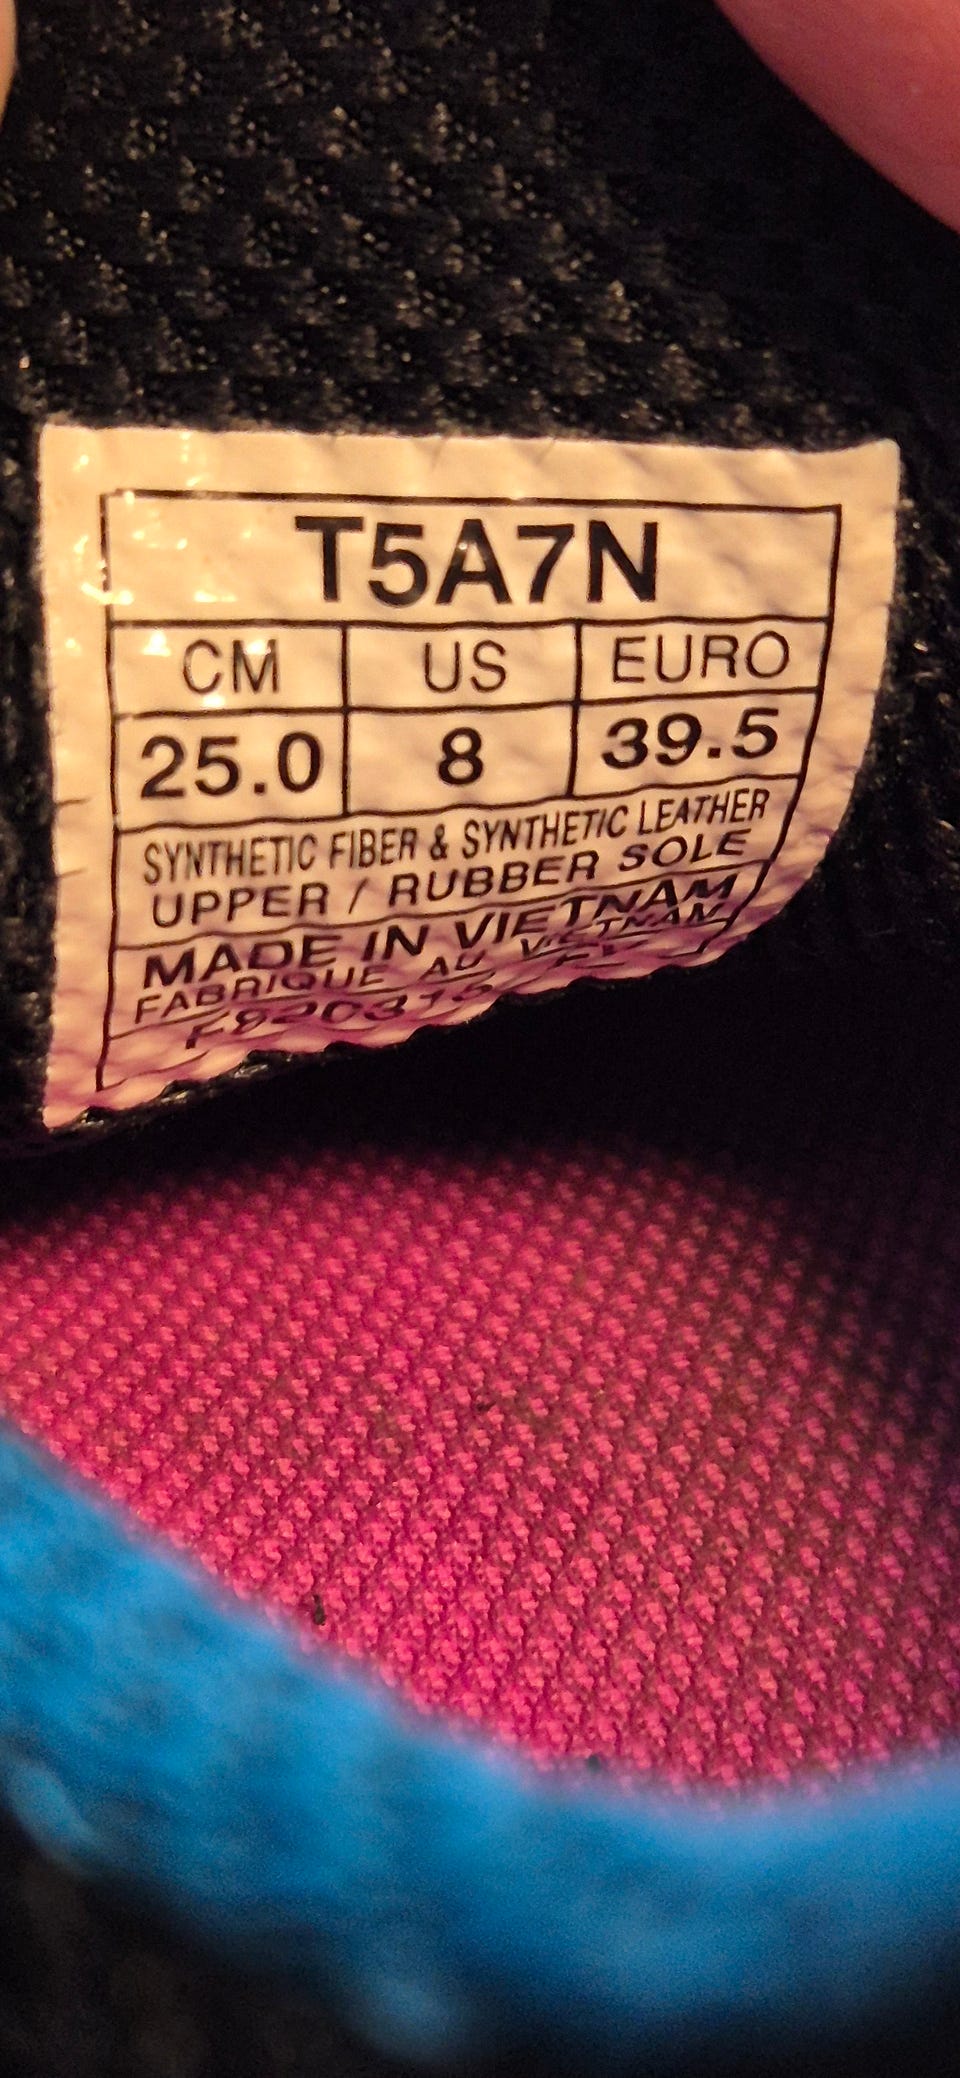 T5A7N
CM US EURO
25.0 8 39.5
SYNTHETIC FIBER & SYNTHETIC LEATHER
UPPER / RUBBER SOLE
MADE IN VIETNAM
FABRIQUE AU VIETNAM